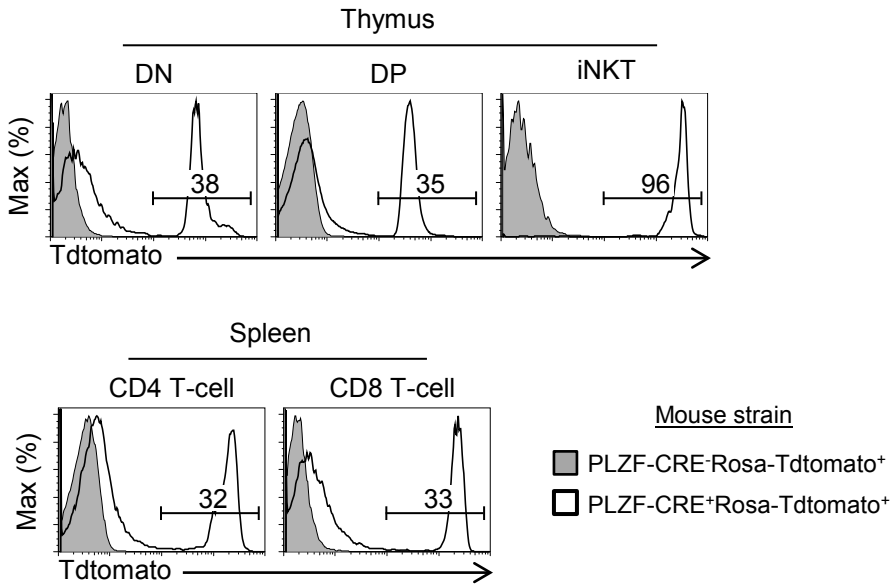 Thymus
DN DP iNKT
Max (%)
38 35 96
Tdtomato
Spleen
CD4 T-cell CD8 T-cell
Max (%)
32 33
Tdtomato
Mouse strain
PLZF-CRE⁻Rosa-Tdtomato⁺
PLZF-CRE⁺Rosa-Tdtomato⁺